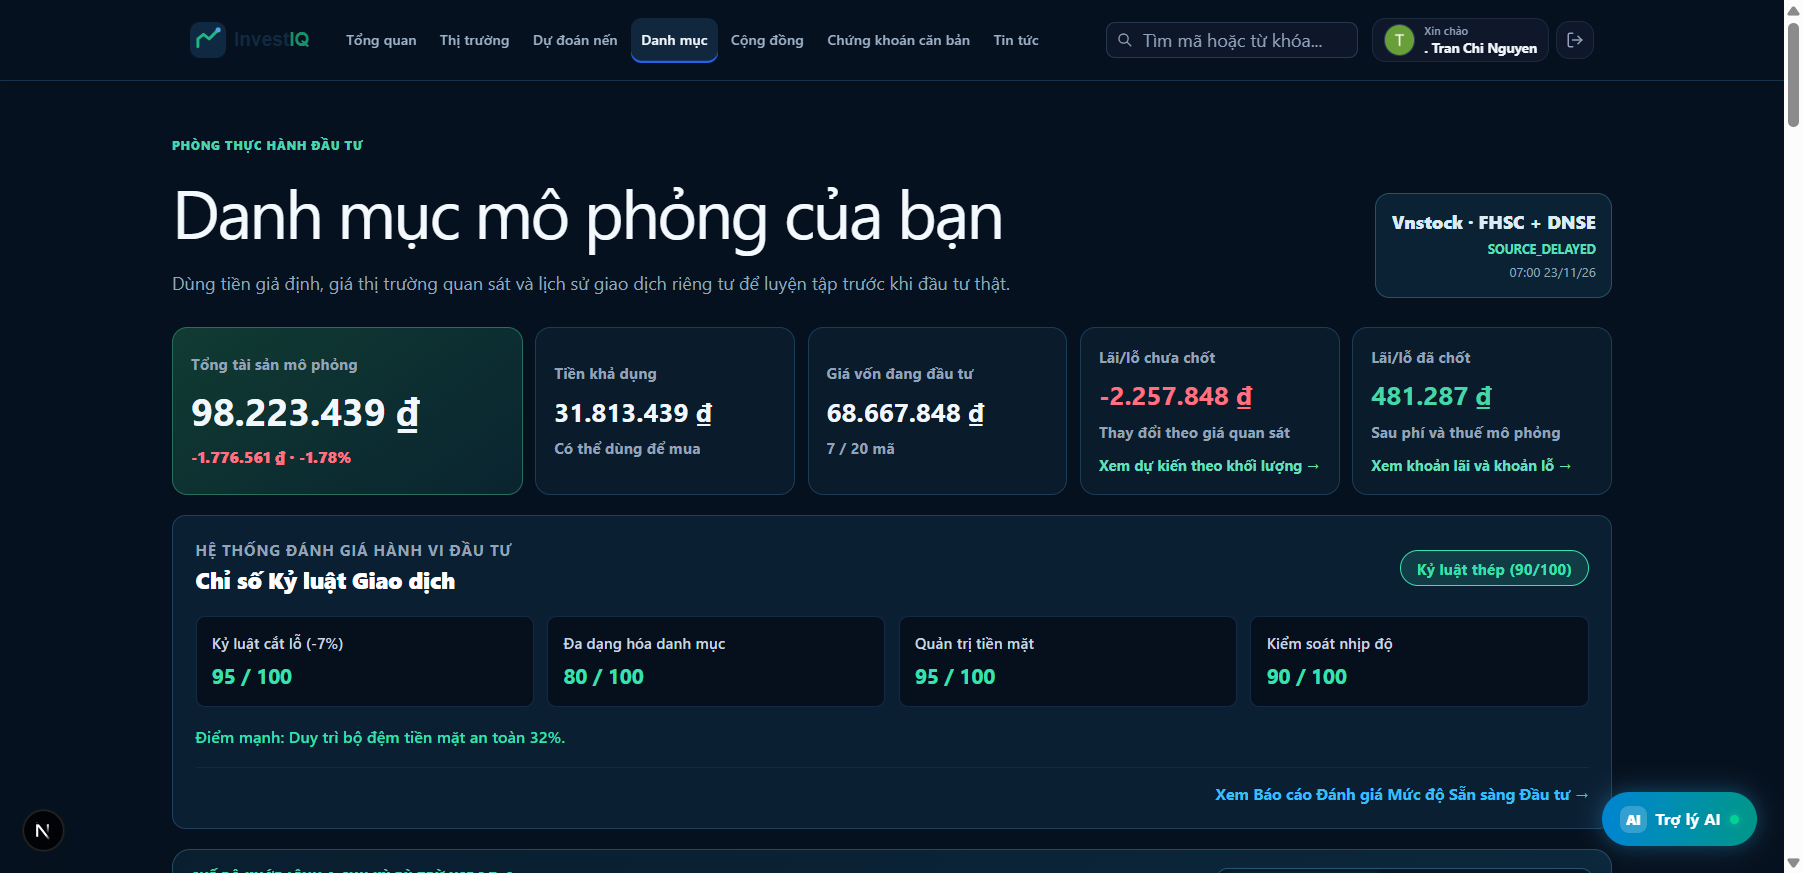 InvestIQ
Tổng quan
Thị trường
Dự đoán nến
Danh mục
Cộng đồng
Chứng khoán căn bản
Tin tức
Tìm mã hoặc từ khóa...
T
Xin chào
. Tran Chi Nguyen
PHÒNG THỰC HÀNH ĐẦU TƯ
Danh mục mô phỏng của bạn
Dùng tiền giả định, giá thị trường quan sát và lịch sử giao dịch riêng tư để luyện tập trước khi đầu tư thật.
Vnstock · FHSC + DNSE
SOURCE_DELAYED
07:00 23/11/26
Tổng tài sản mô phỏng
98.223.439 ₫
-1.776.561 ₫ · -1.78%
Tiền khả dụng
31.813.439 ₫
Có thể dùng để mua
Giá vốn đang đầu tư
68.667.848 ₫
7 / 20 mã
Lãi/lỗ chưa chốt
-2.257.848 ₫
Thay đổi theo giá quan sát
Xem dự kiến theo khối lượng →
Lãi/lỗ đã chốt
481.287 ₫
Sau phí và thuế mô phỏng
Xem khoản lãi và khoản lỗ →
HỆ THỐNG ĐÁNH GIÁ HÀNH VI ĐẦU TƯ
Chỉ số Kỷ luật Giao dịch
Kỷ luật thép (90/100)
Kỷ luật cắt lỗ (-7%)
95 / 100
Đa dạng hóa danh mục
80 / 100
Quản trị tiền mặt
95 / 100
Kiểm soát nhịp độ
90 / 100
Điểm mạnh: Duy trì bộ đệm tiền mặt an toàn 32%.
Xem Báo cáo Đánh giá Mức độ Sẵn sàng Đầu tư →
N
AI Trợ lý AI